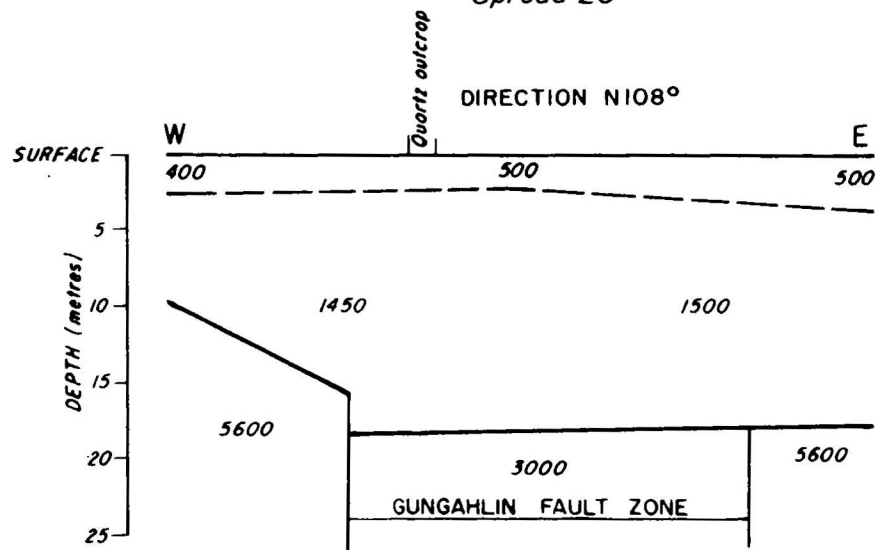 Quartz outcrop
DIRECTION N108°
W
E
SURFACE
400
500
500
5
DEPTH (metres)
10
1450
1500
15
5600
5600
20
3000
GUNGAHLIN FAULT ZONE
25